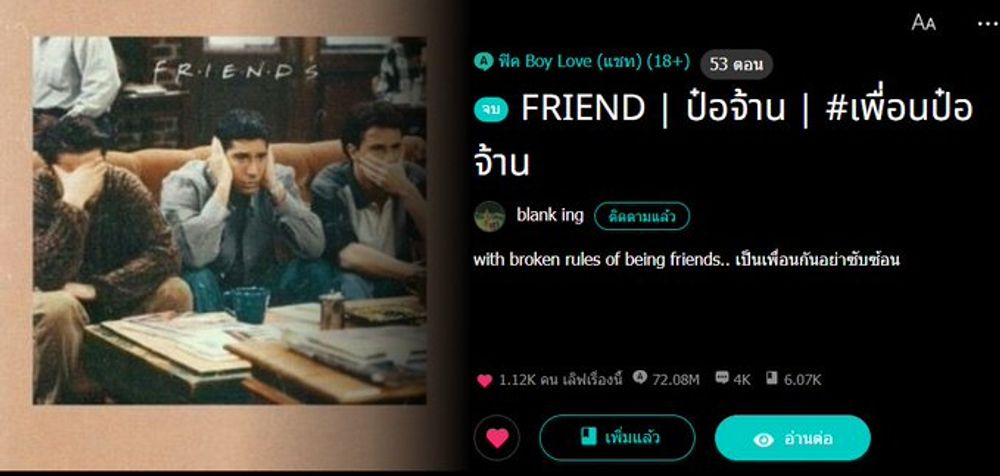 F·R·I·E·N·D·S
AA
ฟิค Boy Love (แชท) (18+) 53 ตอน
จบ FRIEND | ป๋อจ้าน | #เพื่อนป๋อ
จ้าน
blank ing ติดตามแล้ว
with broken rules of being friends.. เป็นเพื่อนกันอย่าซับซ้อน
1.12K คน เลิฟเรื่องนี้ 72.08M 4K 6.07K
เพิ่มแล้ว อ่านต่อ